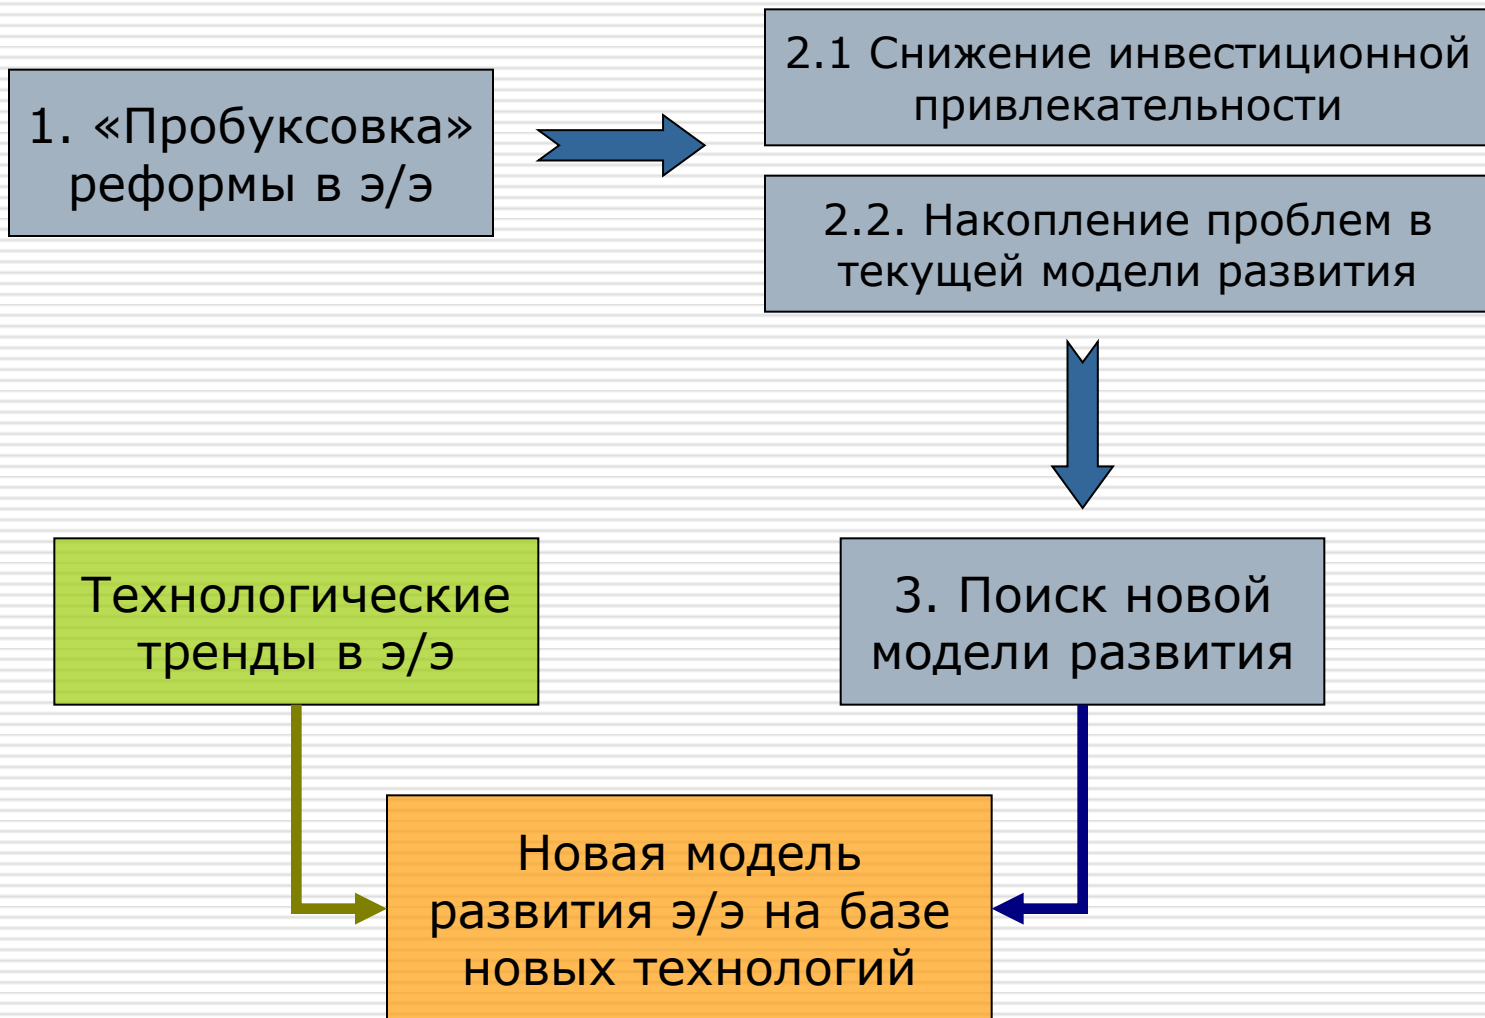 1. «Пробуксовка»
реформы в э/э
2.1 Снижение инвестиционной
привлекательности
2.2. Накопление проблем в
текущей модели развития
Технологические
тренды в э/э
3. Поиск новой
модели развития
Новая модель
развития э/э на базе
новых технологий